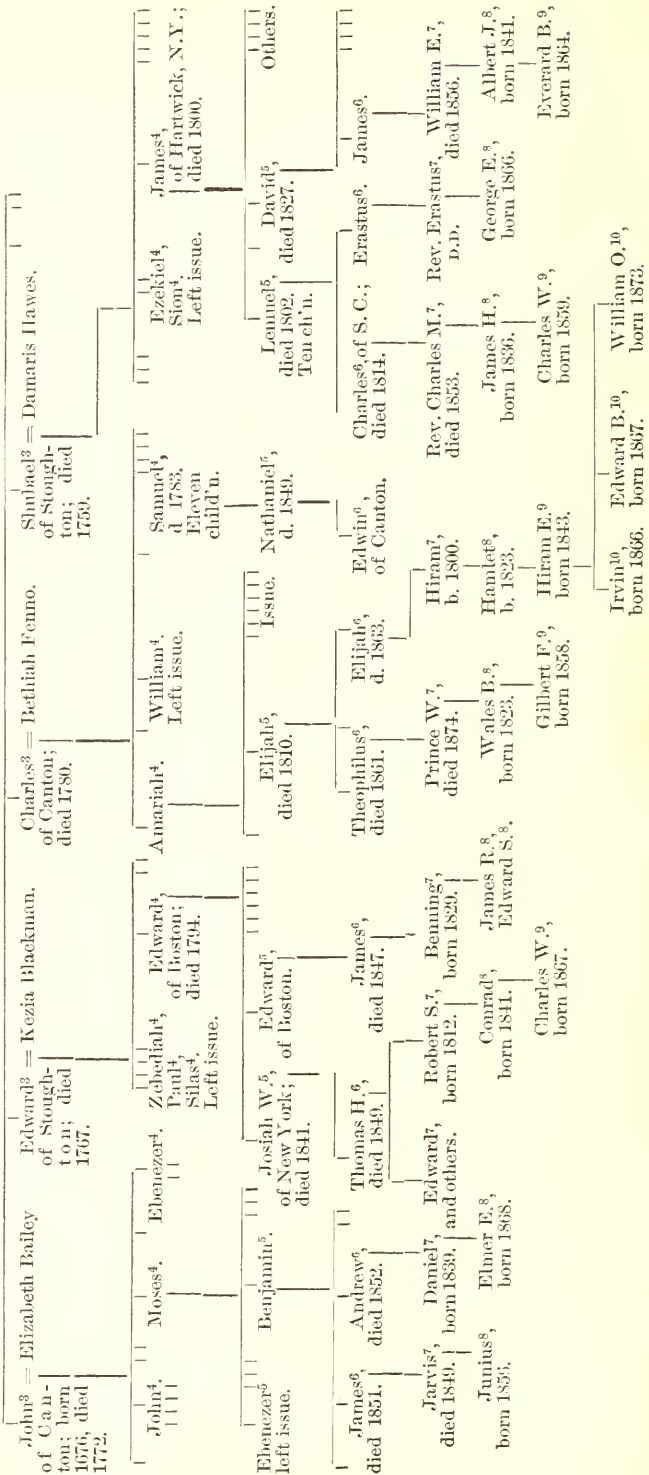 John³ = Elizabeth Bailey
of Can-
ton; born
1676, died
1772.
Edward³ = Kezia Blackman.
of Stough-
ton; died
1767.
Charles³ = Bethiah Fenno.
of Canton;
died 1780.
Shubael³ = Damaris Hawes.
of Stough-
ton; died
1759.
John⁴.
Moses⁴.
Ebenezer⁴.
Zebediah⁴,
Paul⁴,
Silas⁴.
Left issue.
Edward⁴,
of Boston;
died 1794.
Amariah⁴.
William⁴.
Left issue.
Samuel⁴,
d 1783.
Eleven
child'n.
Ezekiel⁴,
Sion⁴.
Left issue.
James⁴,
of Hartwick, N.Y.;
died 1800.
Ebenezer⁵
left issue.
Benjamin⁵.
Josiah W.⁵,
of New York;
died 1841.
Edward⁵,
of Boston.
Elijah⁵,
died 1810.
Issue.
Nathaniel⁵,
d. 1849.
Lemuel⁵,
died 1802.
Ten ch'n.
David⁵,
died 1827.
Others.
James⁶,
died 1851.
Andrew⁶,
died 1852.
Thomas H.⁶,
died 1849.
James⁶,
died 1847.
Theophilus⁶,
died 1861.
Elijah⁶,
d. 1863.
Edwin⁶,
of Canton.
Charles⁶, of S.C.;
died 1814.
Erastus⁶.
James⁶.
Jarvis⁷,
died 1849.
Daniel⁷,
born 1839.
Edward⁷,
and others.
Robert S.⁷,
born 1812.
Benning⁷,
born 1829.
Prince W.⁷,
died 1874.
Hiram⁷,
b. 1800.
Rev. Charles M.⁷,
died 1853.
Rev. Erastus⁷,
D.D.
William E.⁷,
died 1856.
Junius⁸,
born 1856.
Elmer E.⁸,
born 1868.
Conrad⁸,
born 1841.
James R.⁸,
Edward S.⁸.
Wales B.⁸,
born 1823.
Hamlet⁸,
b. 1823.
James H.⁸,
born 1836.
George E.⁸,
born 1866.
Albert J.⁸,
born 1841.
Charles W.⁹,
born 1867.
Gilbert F.⁹,
born 1858.
Hiram E.⁹
born 1843.
Charles W.⁹,
born 1859.
Everard B.⁹,
born 1864.
Irvin¹⁰,
born 1866.
Edward B.¹⁰,
born 1867.
William O.¹⁰,
born 1873.